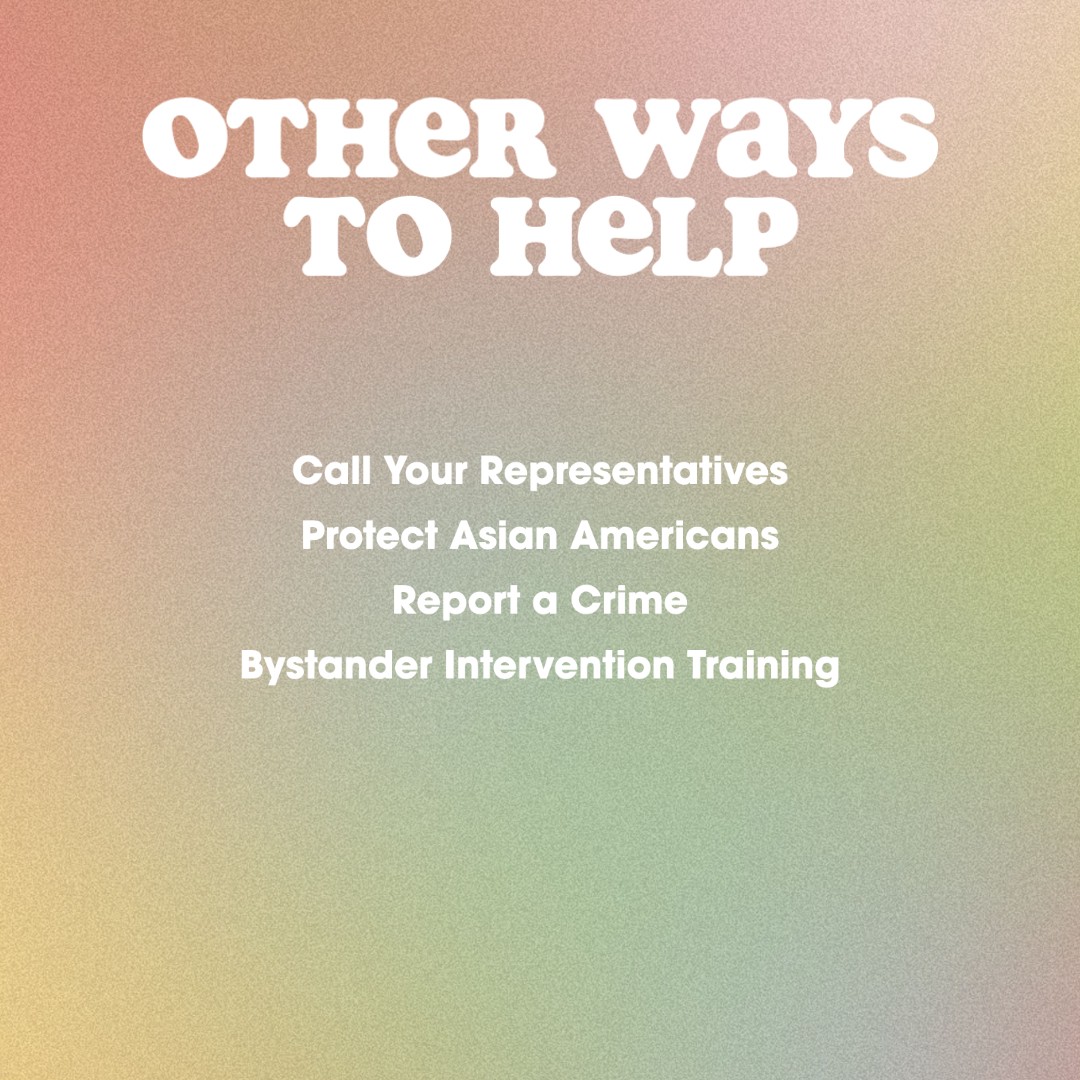 OTHER WAYS
TO HELP
Call Your Representatives
Protect Asian Americans
Report a Crime
Bystander Intervention Training